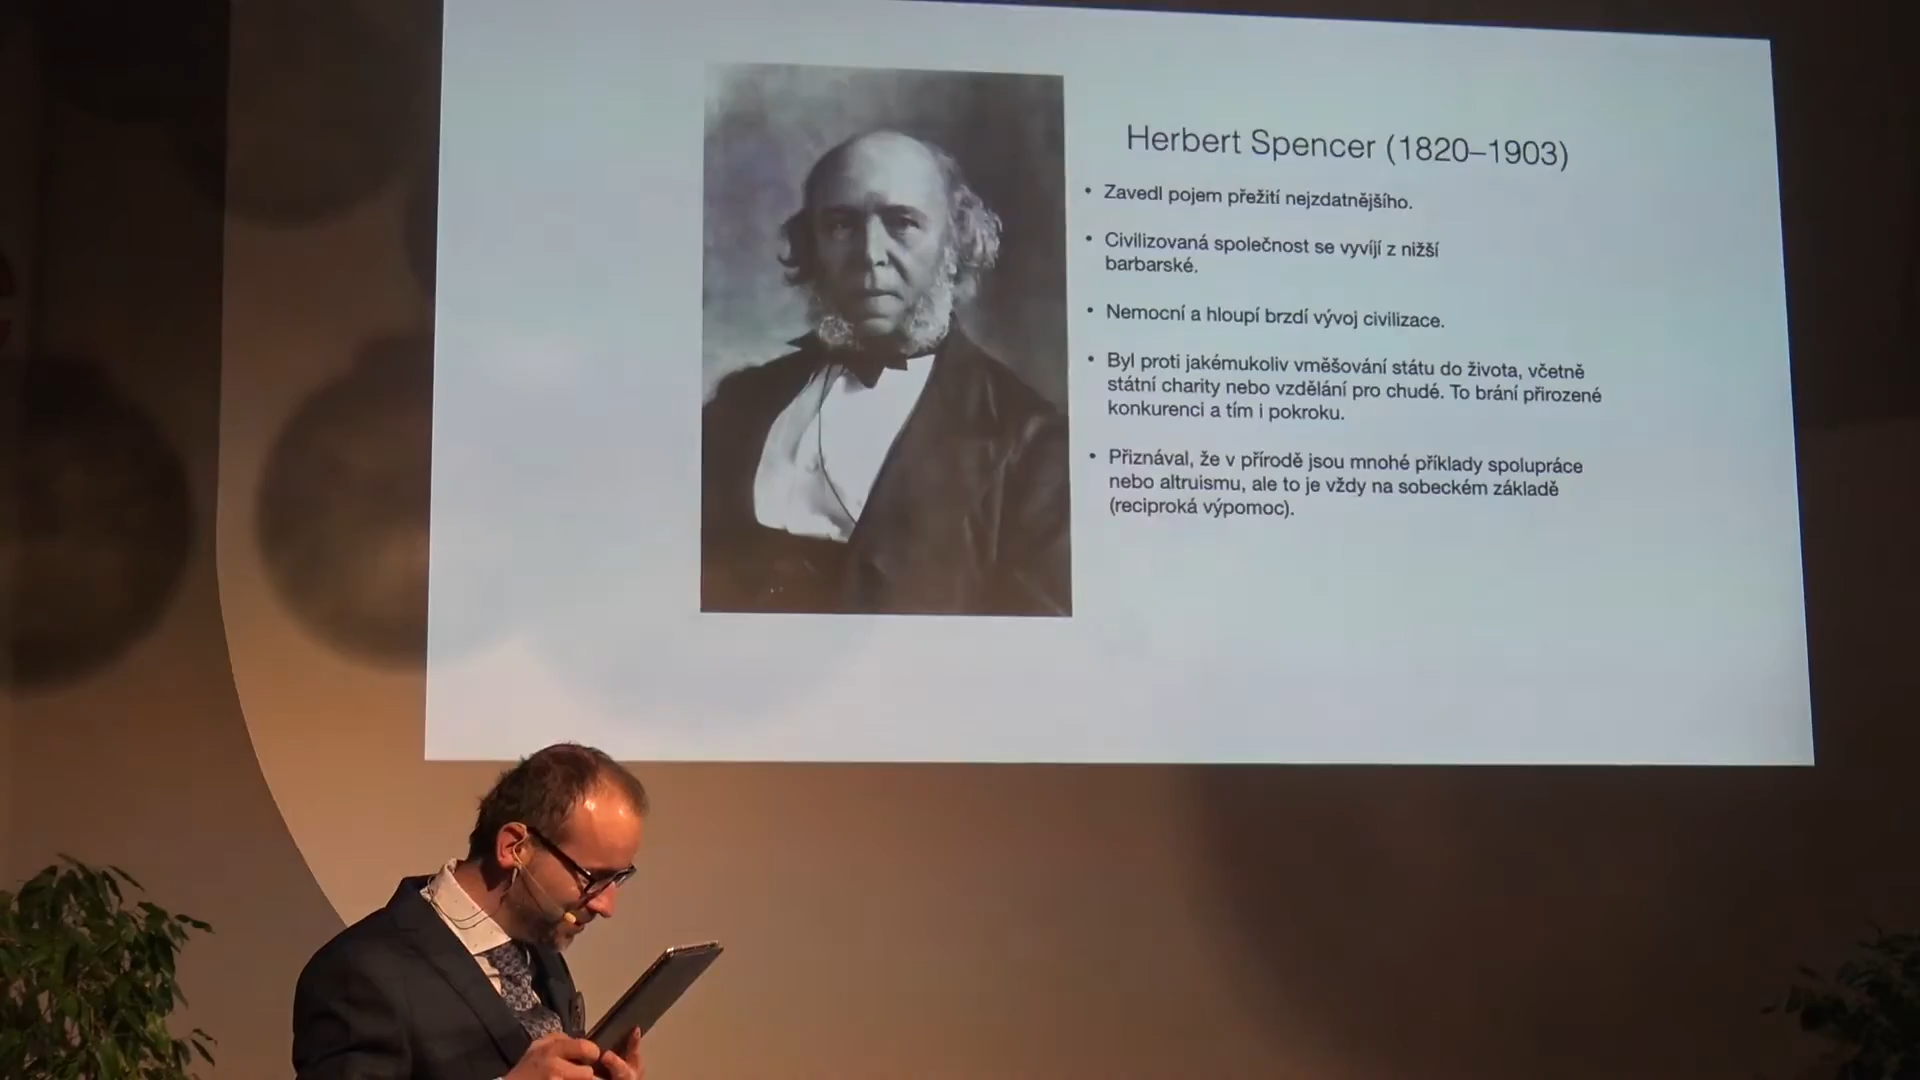 Herbert Spencer (1820–1903)
• Zavedl pojem přežití nejzdatnějšího.
• Civilizovaná společnost se vyvíjí z nižší
barbarské.
• Nemocní a hloupí brzdí vývoj civilizace.
• Byl proti jakémukoliv vměšování státu do života, včetně
státní charity nebo vzdělání pro chudé. To brání přirozené
konkurenci a tím i pokroku.
• Přiznával, že v přírodě jsou mnohé příklady spolupráce
nebo altruismu, ale to je vždy na sobeckém základě
(reciproká výpomoc).